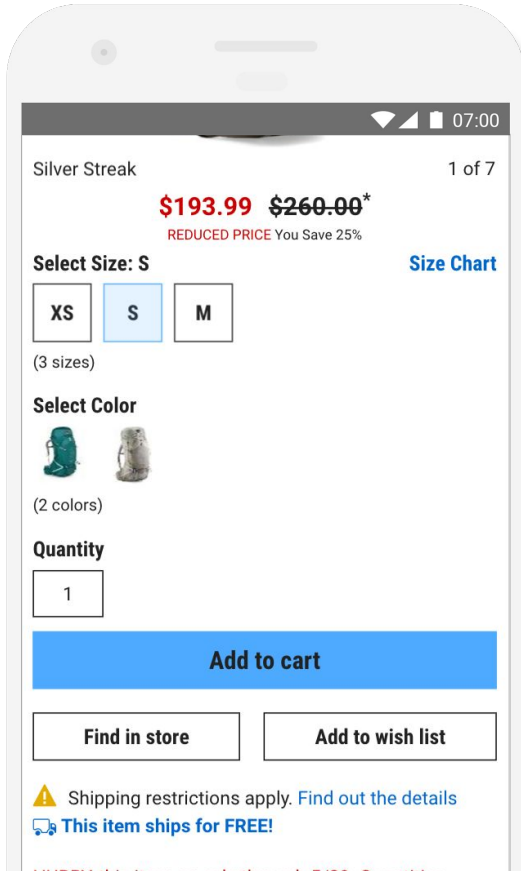 07:00
Silver Streak 1 of 7
$193.99 $260.00*
REDUCED PRICE You Save 25%
Select Size: S Size Chart
XS S M
(3 sizes)
Select Color
(2 colors)
Quantity
1
Add to cart
Find in store Add to wish list
Shipping restrictions apply. Find out the details
This item ships for FREE!